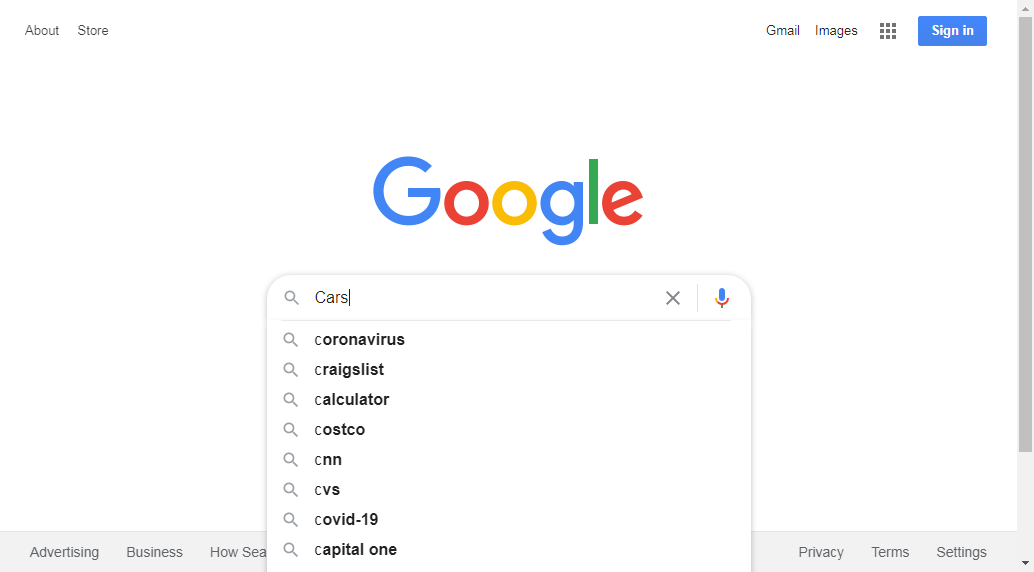 About Store
Gmail Images Sign in
Google
Cars
coronavirus
craigslist
calculator
costco
cnn
cvs
covid-19
capital one
Advertising Business How Sea
Privacy Terms Settings